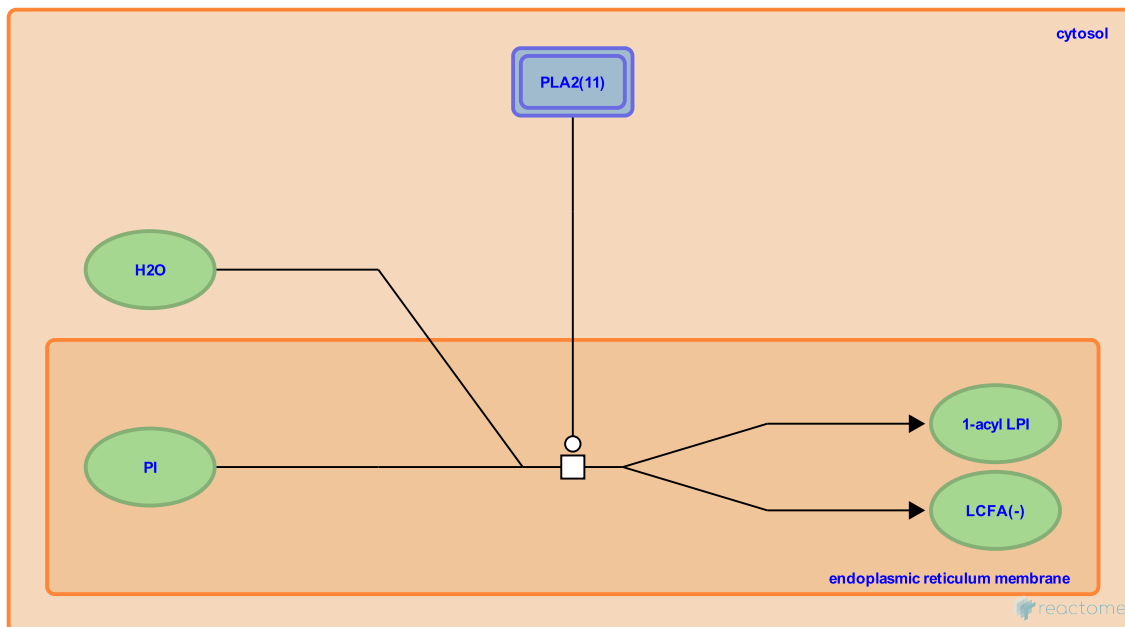 cytosol
PLA2(11)
H2O
1-acyl LPI
PI
LCFA(-)
endoplasmic reticulum membrane
reactome